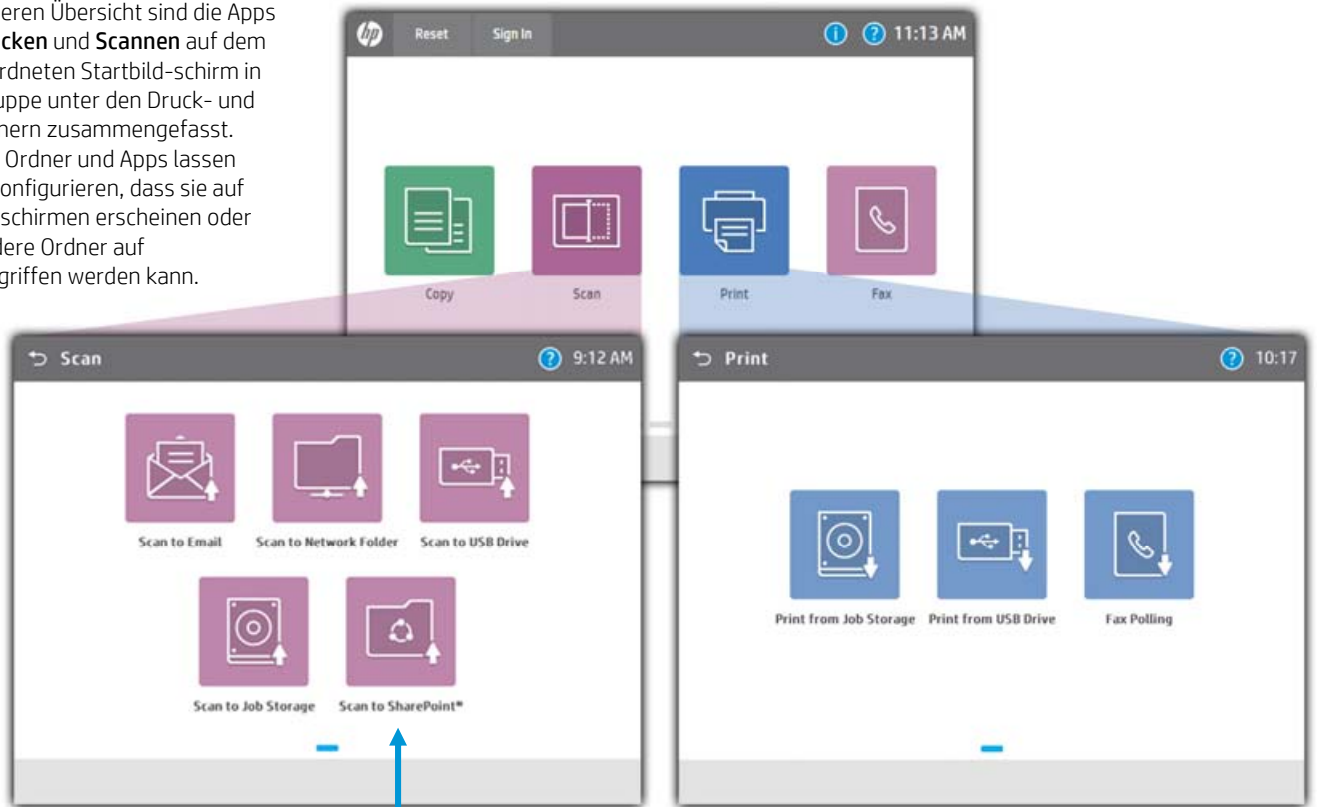 eren Übersicht sind die Apps
cken und Scannen auf dem
rdneten Startbild-schirm in
uppe unter den Druck- und
nern zusammengefasst.
Ordner und Apps lassen
onfigurieren, dass sie auf
schirmen erscheinen oder
dere Ordner auf
griffen werden kann.
hp Reset Sign In i ? 11:13 AM
Copy Scan Print Fax
Scan ? 9:12 AM
Scan to Email Scan to Network Folder Scan to USB Drive
Scan to Job Storage Scan to SharePoint®
Print ? 10:17
Print from Job Storage Print from USB Drive Fax Polling